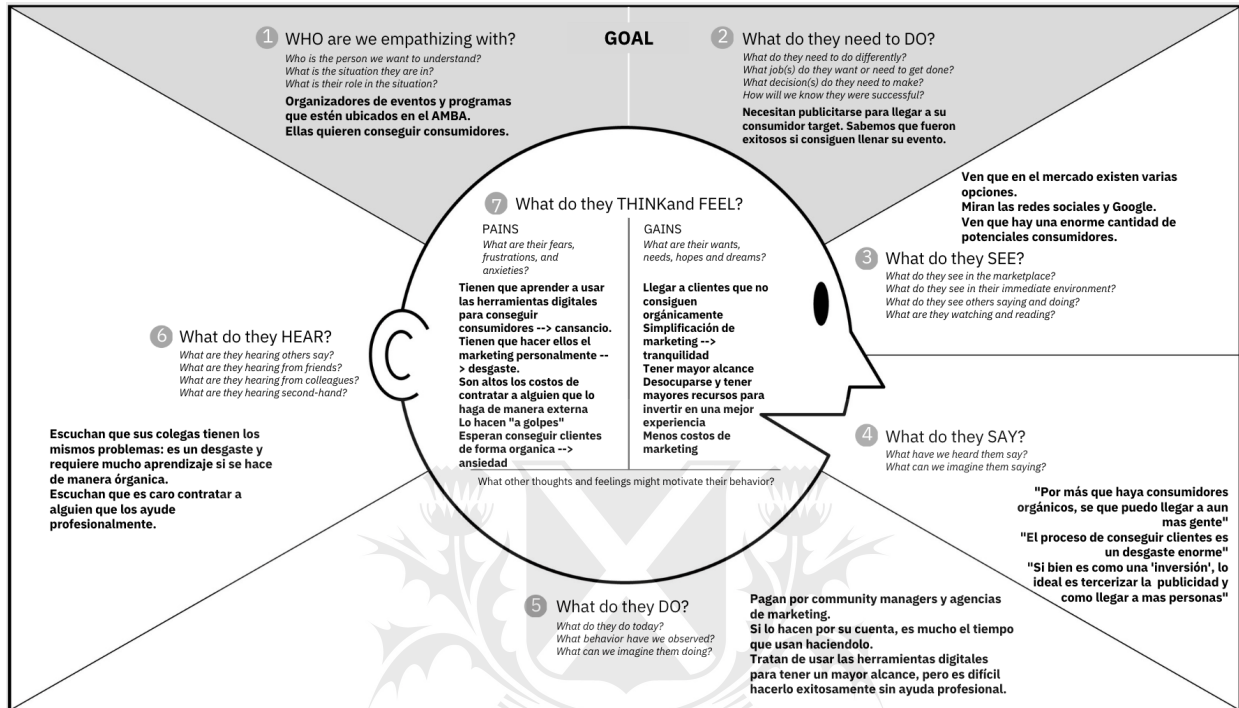 GOAL
1 WHO are we empathizing with?
Who is the person we want to understand?
What is the situation they are in?
What is their role in the situation?
Organizadores de eventos y programas
que estén ubicados en el AMBA.
Ellas quieren conseguir consumidores.
2 What do they need to DO?
What do they need to do differently?
What job(s) do they want or need to get done?
What decision(s) do they need to make?
How will we know they were successful?
Necesitan publicitarse para llegar a su
consumidor target. Sabemos que fueron
exitosos si consiguen llenar su evento.
Ven que en el mercado existen varias
opciones.
Miran las redes sociales y Google.
Ven que hay una enorme cantidad de
potenciales consumidores.
3 What do they SEE?
What do they see in the marketplace?
What do they see in their immediate environment?
What do they see others saying and doing?
What are they watching and reading?
4 What do they SAY?
What have we heard them say?
What can we imagine them saying?
"Por más que haya consumidores
orgánicos, se que puedo llegar a aun
mas gente"
"El proceso de conseguir clientes es
un desgaste enorme"
"Si bien es como una 'inversión', lo
ideal es tercerizar la publicidad y
como llegar a mas personas"
5 What do they DO?
What do they do today?
What behavior have we observed?
What can we imagine them doing?
Pagan por community managers y agencias
de marketing.
Si lo hacen por su cuenta, es mucho el tiempo
que usan haciendolo.
Tratan de usar las herramientas digitales
para tener un mayor alcance, pero es difícil
hacerlo exitosamente sin ayuda profesional.
6 What do they HEAR?
What are they hearing others say?
What are they hearing from friends?
What are they hearing from colleagues?
What are they hearing second-hand?
Escuchan que sus colegas tienen los
mismos problemas: es un desgaste y
requiere mucho aprendizaje si se hace
de manera órganica.
Escuchan que es caro contratar a
alguien que los ayude
profesionalmente.
7 What do they THINKand FEEL?
PAINS
What are their fears,
frustrations, and
anxieties?
Tienen que aprender a usar
las herramientas digitales
para conseguir
consumidores --> cansancio.
Tienen que hacer ellos el
marketing personalmente --
> desgaste.
Son altos los costos de
contratar a alguien que lo
haga de manera externa
Lo hacen "a golpes"
Esperan conseguir clientes
de forma organica -->
ansiedad
GAINS
What are their wants,
needs, hopes and dreams?
Llegar a clientes que no
consiguen
orgánicamente
Simplificación de
marketing -->
tranquilidad
Tener mayor alcance
Desocuparse y tener
mayores recursos para
invertir en una mejor
experiencia
Menos costos de
marketing
What other thoughts and feelings might motivate their behavior?